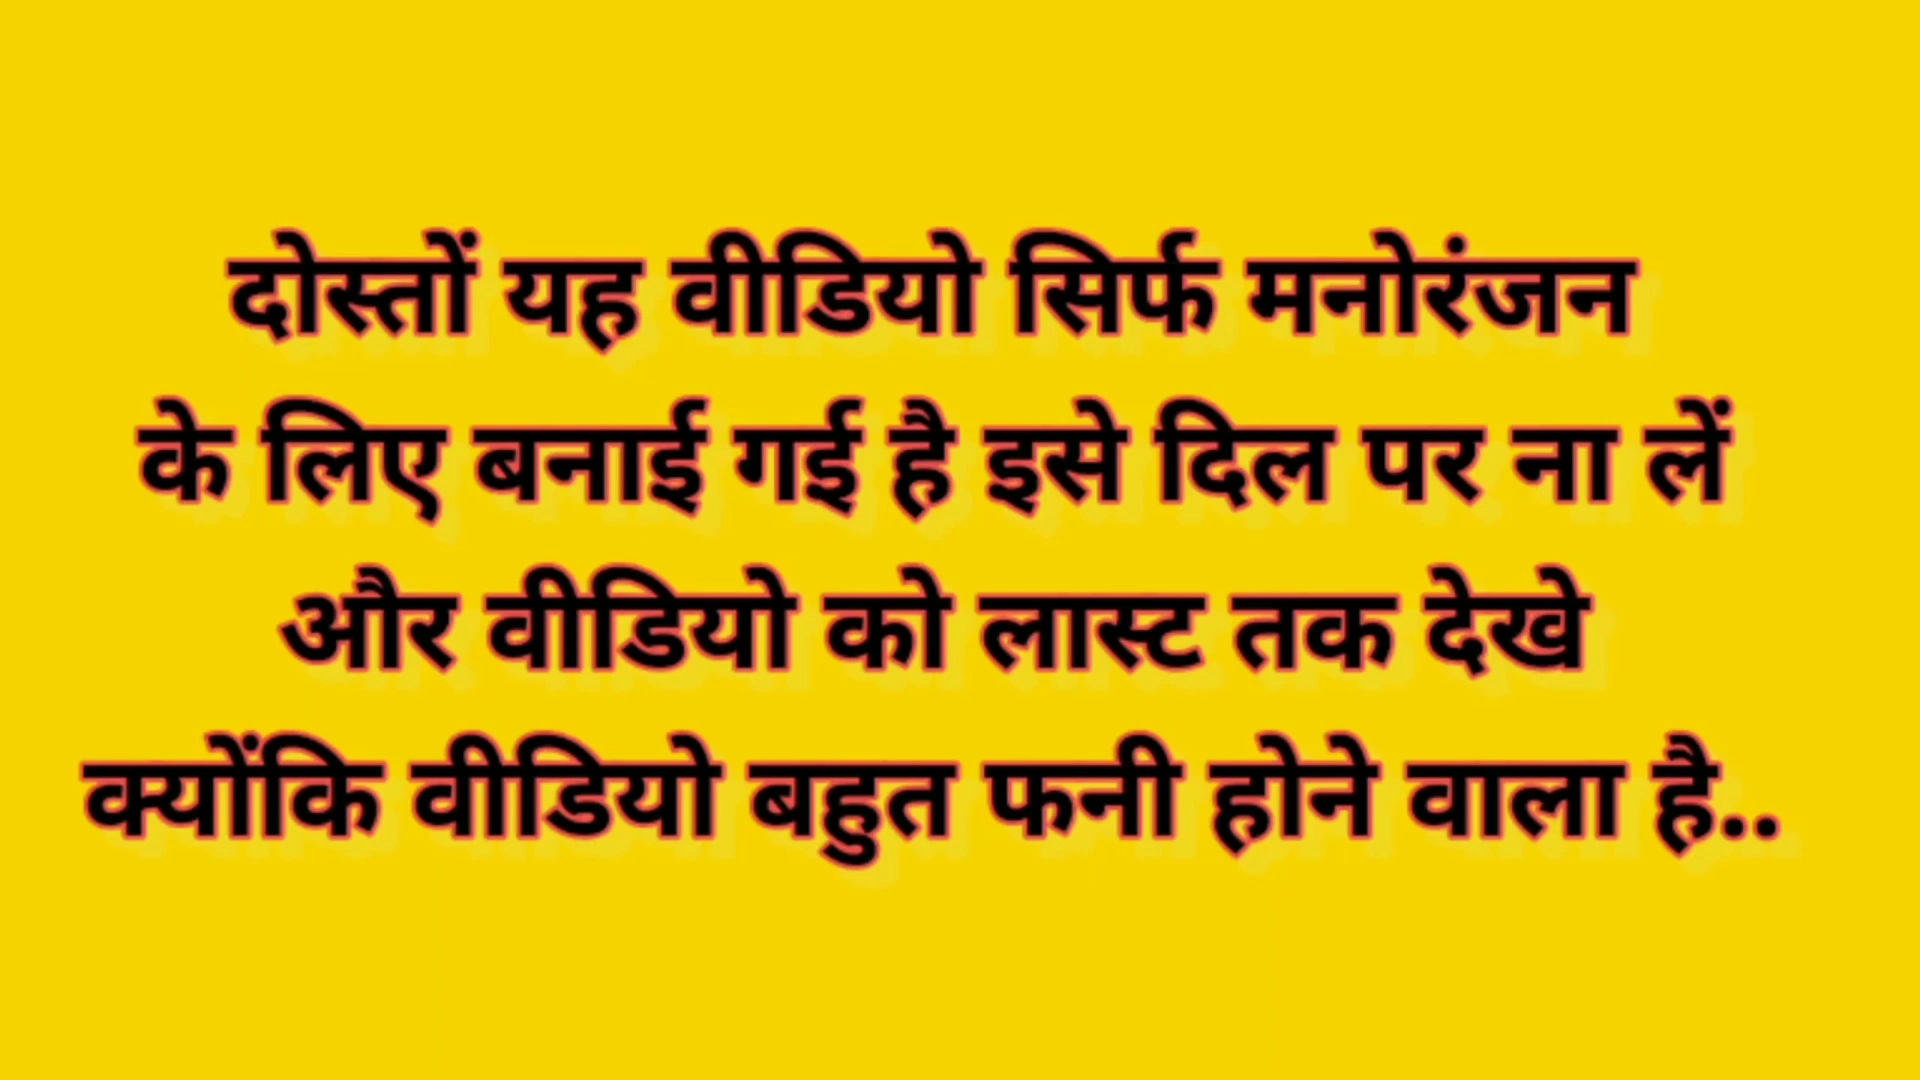 दोस्तों यह वीडियो सिर्फ मनोरंजन
के लिए बनाई गई है इसे दिल पर ना लें
और वीडियो को लास्ट तक देखे
क्योंकि वीडियो बहुत फनी होने वाला है..